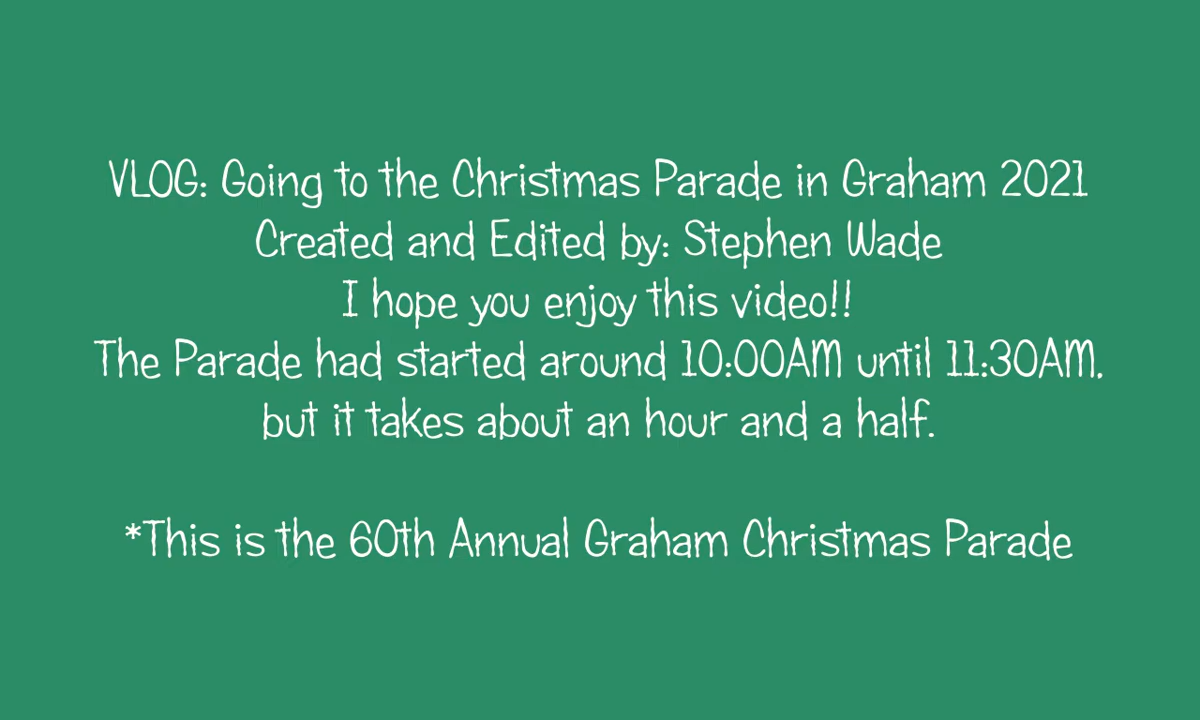 VLOG: Going to the Christmas Parade in Graham 2021
Created and Edited by: Stephen Wade
I hope you enjoy this video!!
The Parade had started around 10:00AM until 11:30AM.
but it takes about an hour and a half.
*This is the 60th Annual Graham Christmas Parade